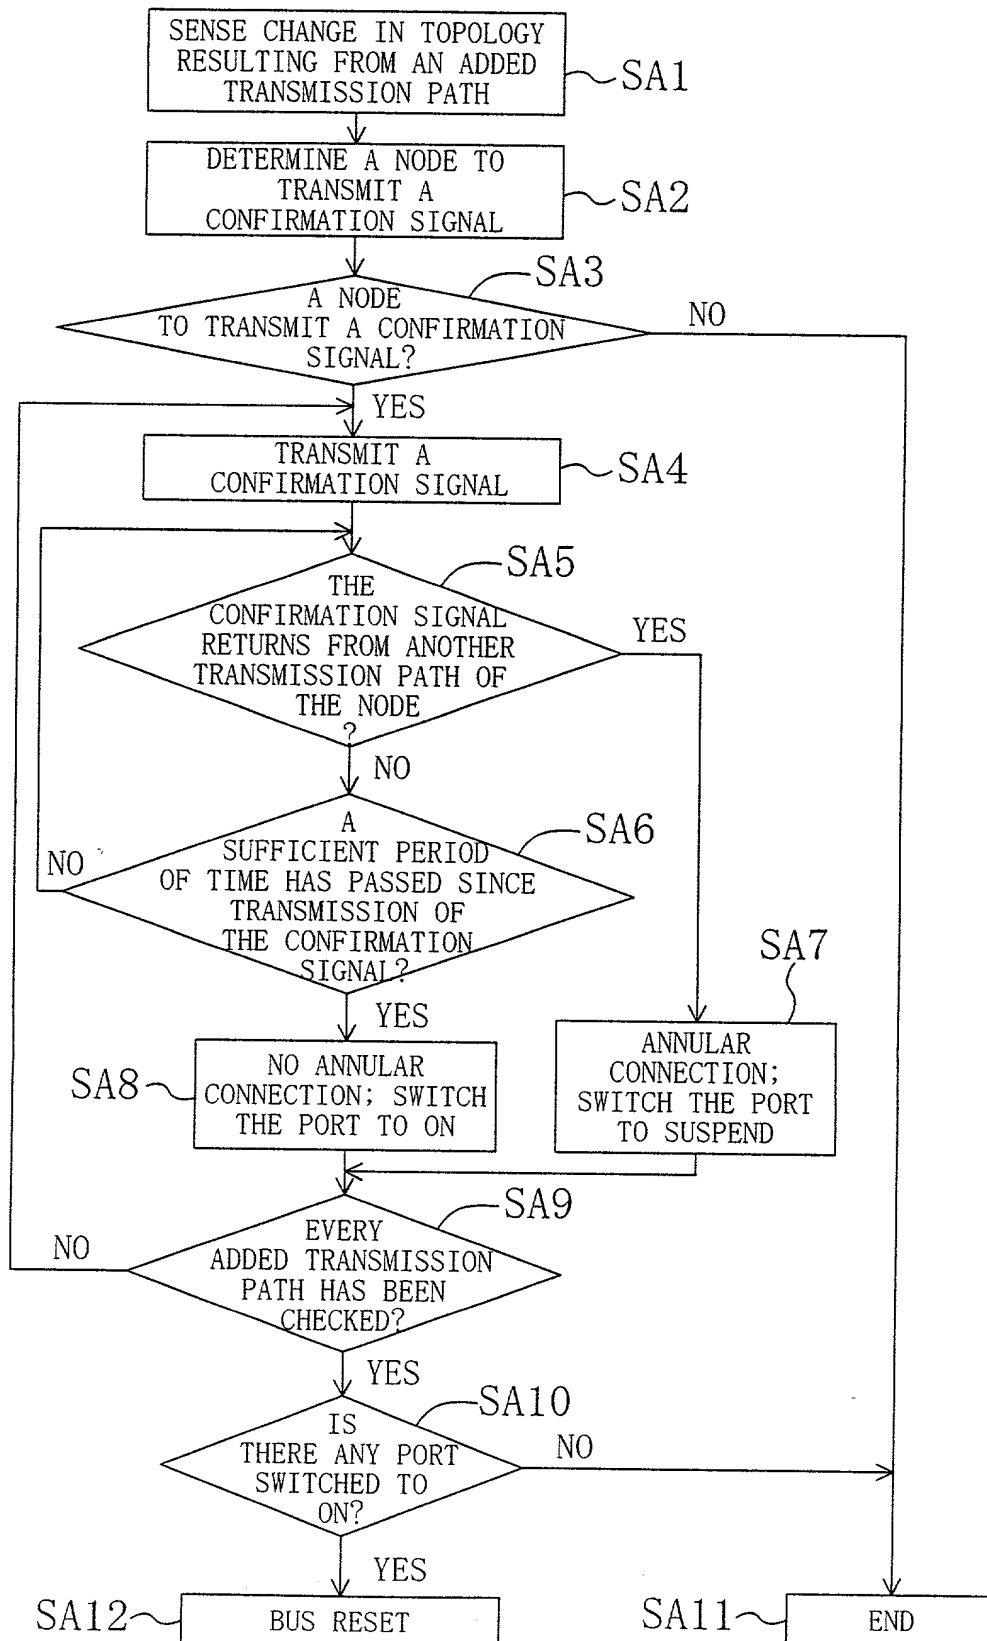 SENSE CHANGE IN TOPOLOGY
RESULTING FROM AN ADDED
TRANSMISSION PATH
SA1
DETERMINE A NODE TO
TRANSMIT A
CONFIRMATION SIGNAL
SA2
SA3
A NODE
TO TRANSMIT A CONFIRMATION
SIGNAL?
NO
YES
TRANSMIT A
CONFIRMATION SIGNAL
SA4
SA5
THE
CONFIRMATION SIGNAL
RETURNS FROM ANOTHER
TRANSMISSION PATH OF
THE NODE
?
YES
NO
SA6
A
SUFFICIENT PERIOD
OF TIME HAS PASSED SINCE
TRANSMISSION OF
THE CONFIRMATION
SIGNAL?
NO
YES
SA7
ANNULAR
CONNECTION;
SWITCH THE PORT
TO SUSPEND
SA8
NO ANNULAR
CONNECTION; SWITCH
THE PORT TO ON
SA9
EVERY
ADDED TRANSMISSION
PATH HAS BEEN
CHECKED?
NO
YES
SA10
IS
THERE ANY PORT
SWITCHED TO
ON?
NO
YES
SA12
BUS RESET
SA11
END